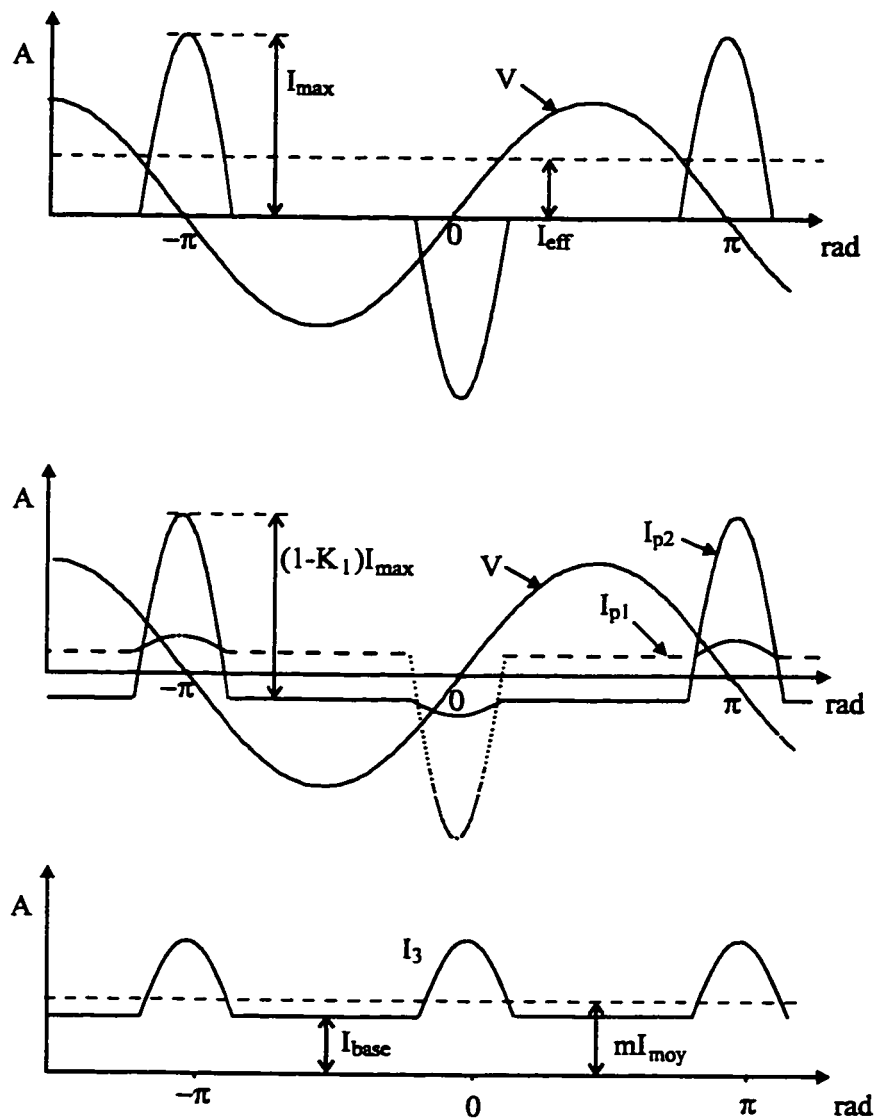 A
I_max
V
I_eff
−π
0
π
rad
A
(1-K_1)I_max
V
I_p2
I_p1
−π
0
π
rad
A
I_3
I_base
mI_moy
−π
0
π
rad